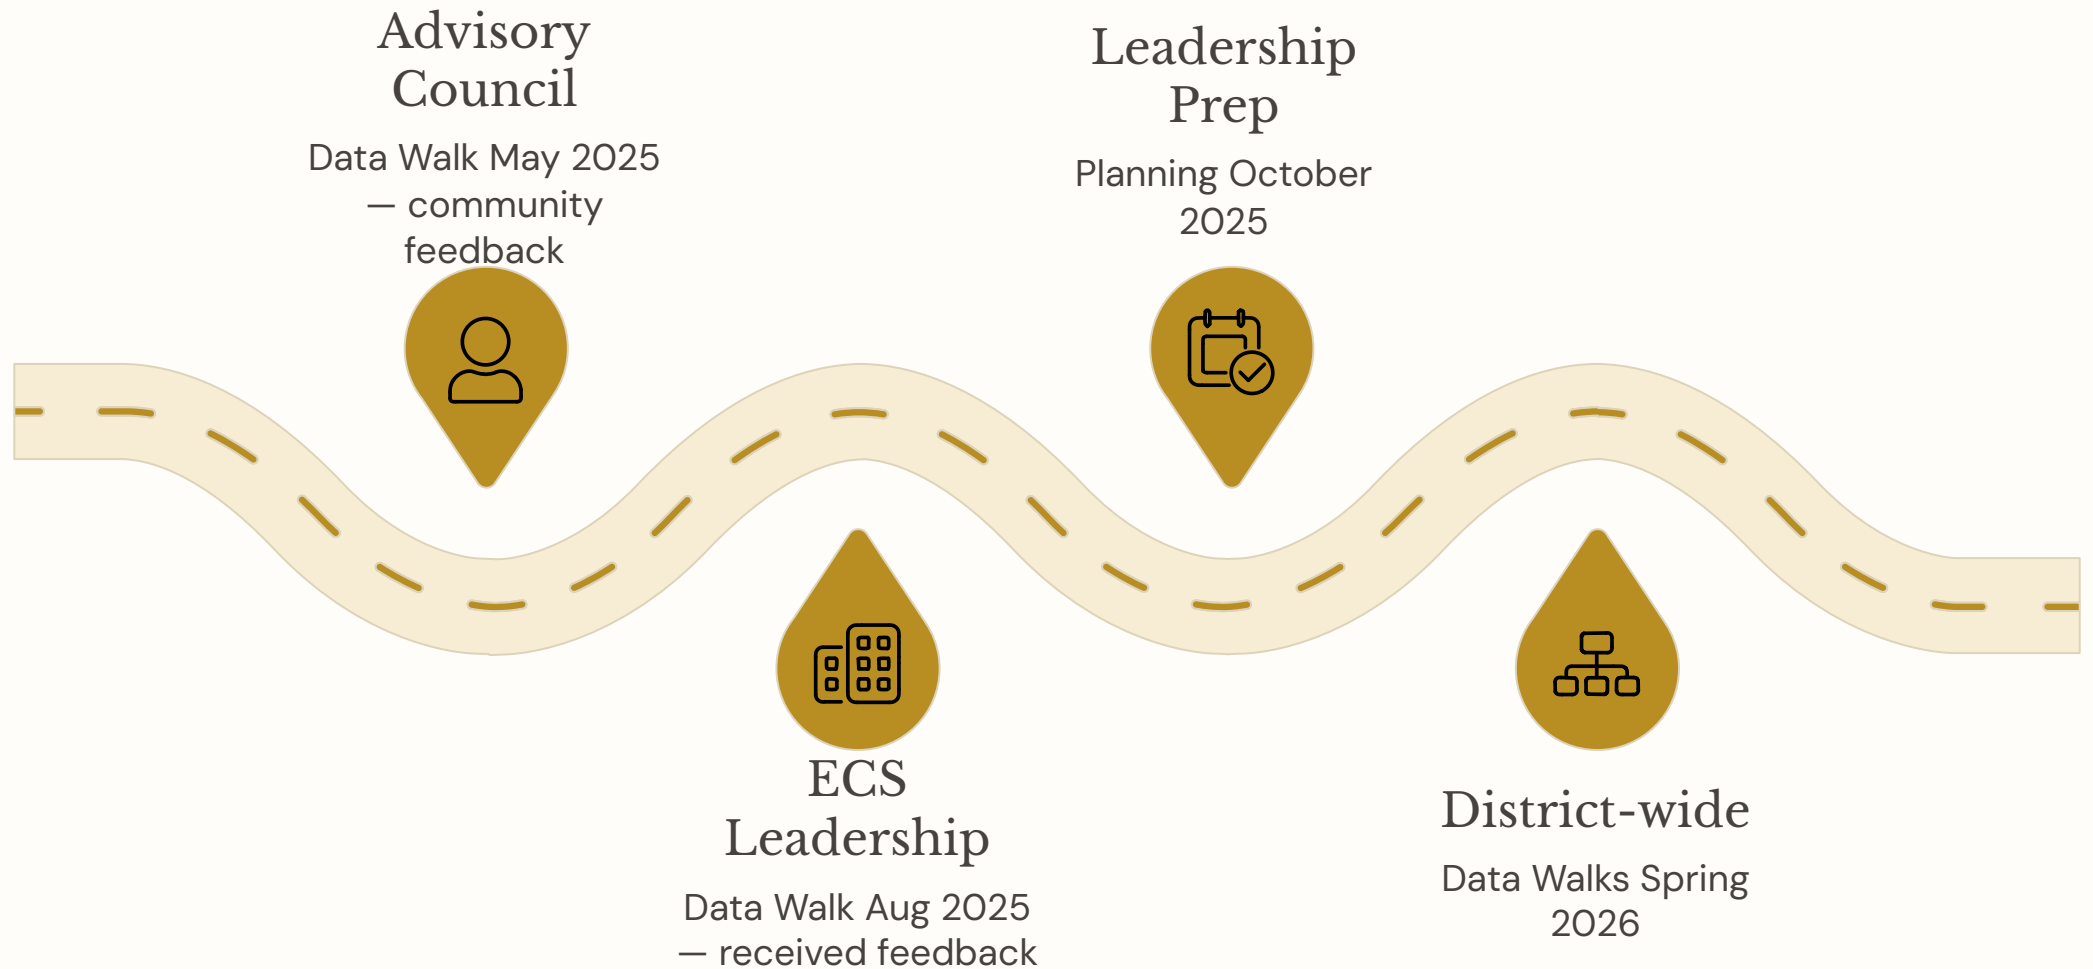 Advisory
Council
Data Walk May 2025
— community
feedback
Leadership
Prep
Planning October
2025
ECS
Leadership
Data Walk Aug 2025
— received feedback
District-wide
Data Walks Spring
2026